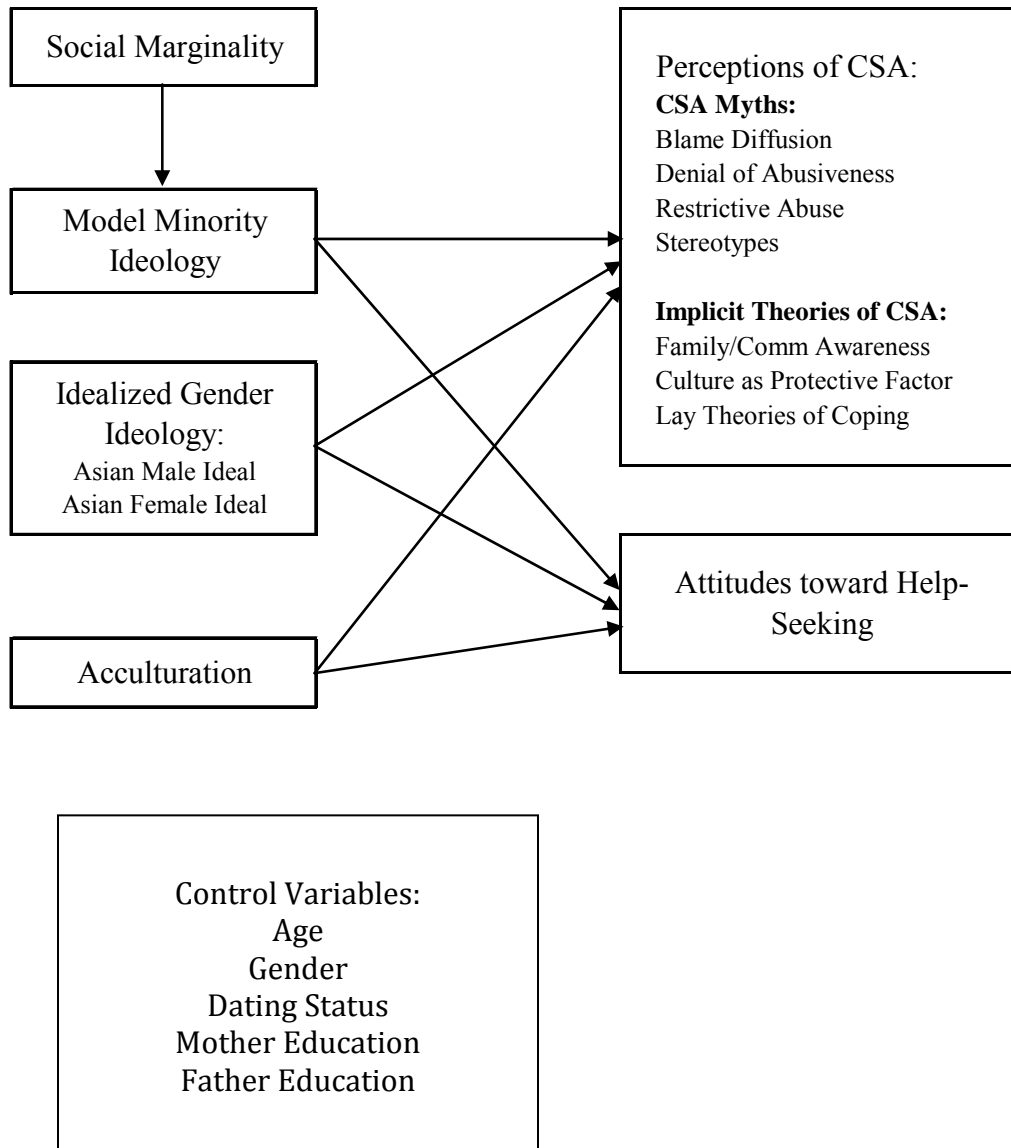 Social Marginality
Model Minority
Ideology
Idealized Gender
Ideology:
Asian Male Ideal
Asian Female Ideal
Acculturation
Perceptions of CSA:
CSA Myths:
Blame Diffusion
Denial of Abusiveness
Restrictive Abuse
Stereotypes
Implicit Theories of CSA:
Family/Comm Awareness
Culture as Protective Factor
Lay Theories of Coping
Attitudes toward Help-
Seeking
Control Variables:
Age
Gender
Dating Status
Mother Education
Father Education